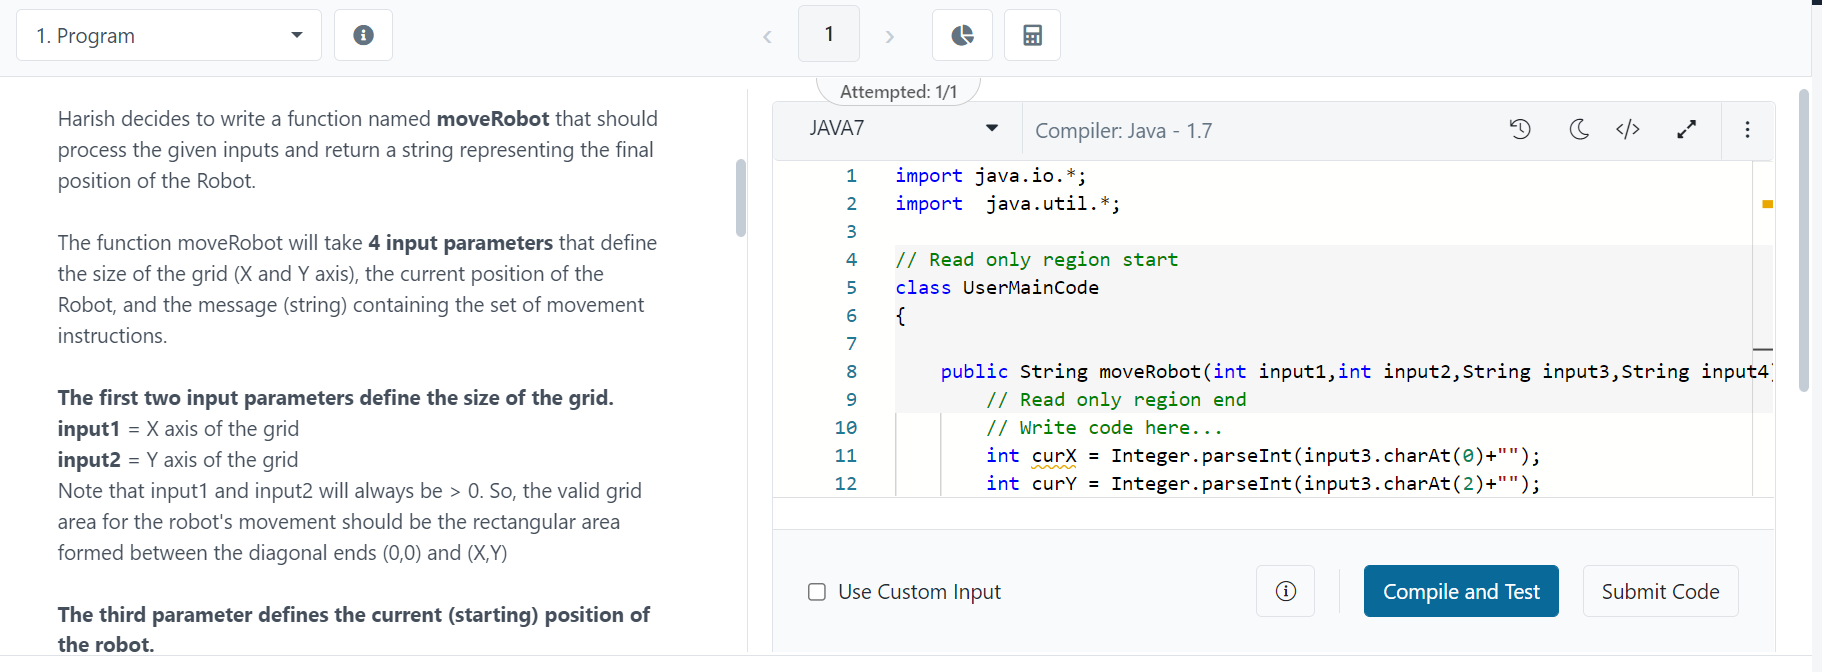 1. Program
1
Attempted: 1/1
Harish decides to write a function named moveRobot that should
process the given inputs and return a string representing the final
position of the Robot.
The function moveRobot will take 4 input parameters that define
the size of the grid (X and Y axis), the current position of the
Robot, and the message (string) containing the set of movement
instructions.
The first two input parameters define the size of the grid.
input1 = X axis of the grid
input2 = Y axis of the grid
Note that input1 and input2 will always be > 0. So, the valid grid
area for the robot's movement should be the rectangular area
formed between the diagonal ends (0,0) and (X,Y)
The third parameter defines the current (starting) position of
the robot.
JAVA7
Compiler: Java - 1.7
1 import java.io.*;
2 import  java.util.*;
3
4 // Read only region start
5 class UserMainCode
6 {
7
8 public String moveRobot(int input1,int input2,String input3,String input4)
9 // Read only region end
10 // Write code here...
11 int curX = Integer.parseInt(input3.charAt(0)+"");
12 int curY = Integer.parseInt(input3.charAt(2)+"");
Use Custom Input
Compile and Test
Submit Code